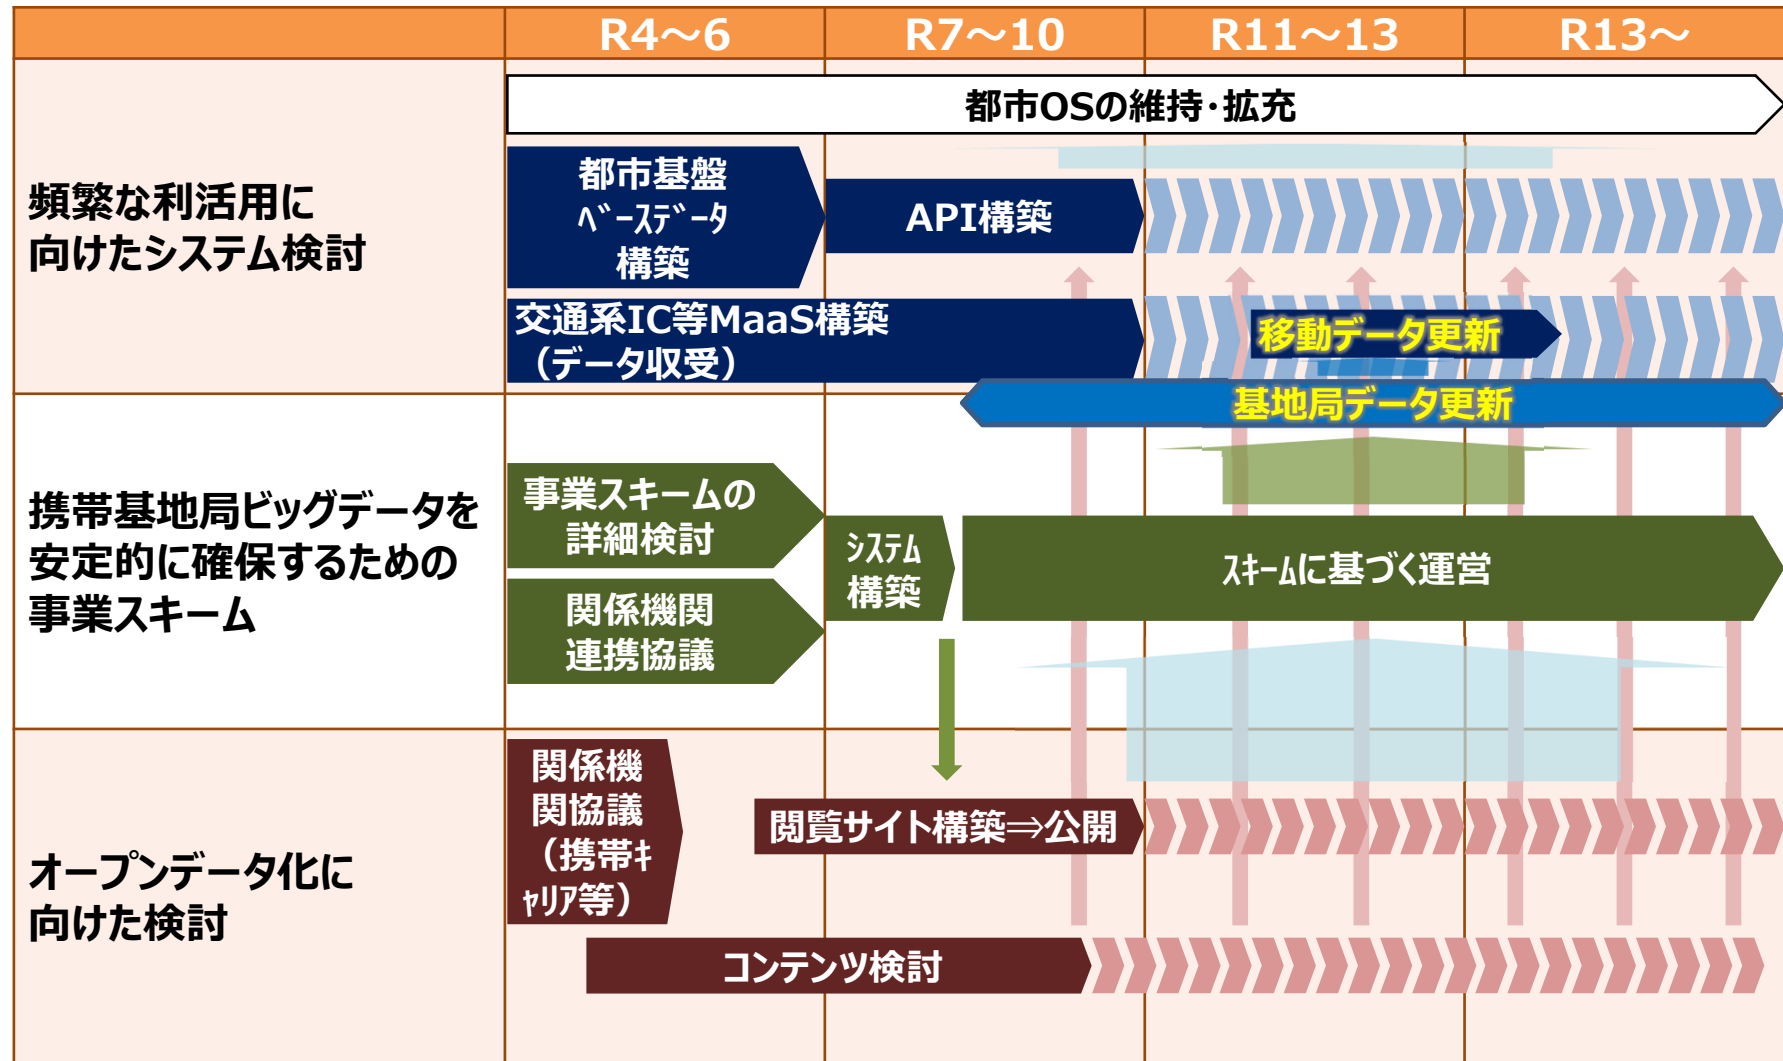 R4～6
R7～10
R11～13
R13～
頻繁な利活用に
向けたシステム検討
都市OSの維持・拡充
都市基盤
ﾍﾞｰｽﾃﾞｰﾀ
構築
API構築
交通系IC等MaaS構築
（データ収受）
移動データ更新
基地局データ更新
携帯基地局ビッグデータを
安定的に確保するための
事業スキーム
事業スキームの
詳細検討
関係機関
連携協議
ｼｽﾃﾑ
構築
ｽｷｰﾑに基づく運営
オープンデータ化に
向けた検討
関係機
関協議
（携帯ｷ
ｬﾘｱ等）
閲覧サイト構築⇒公開
コンテンツ検討